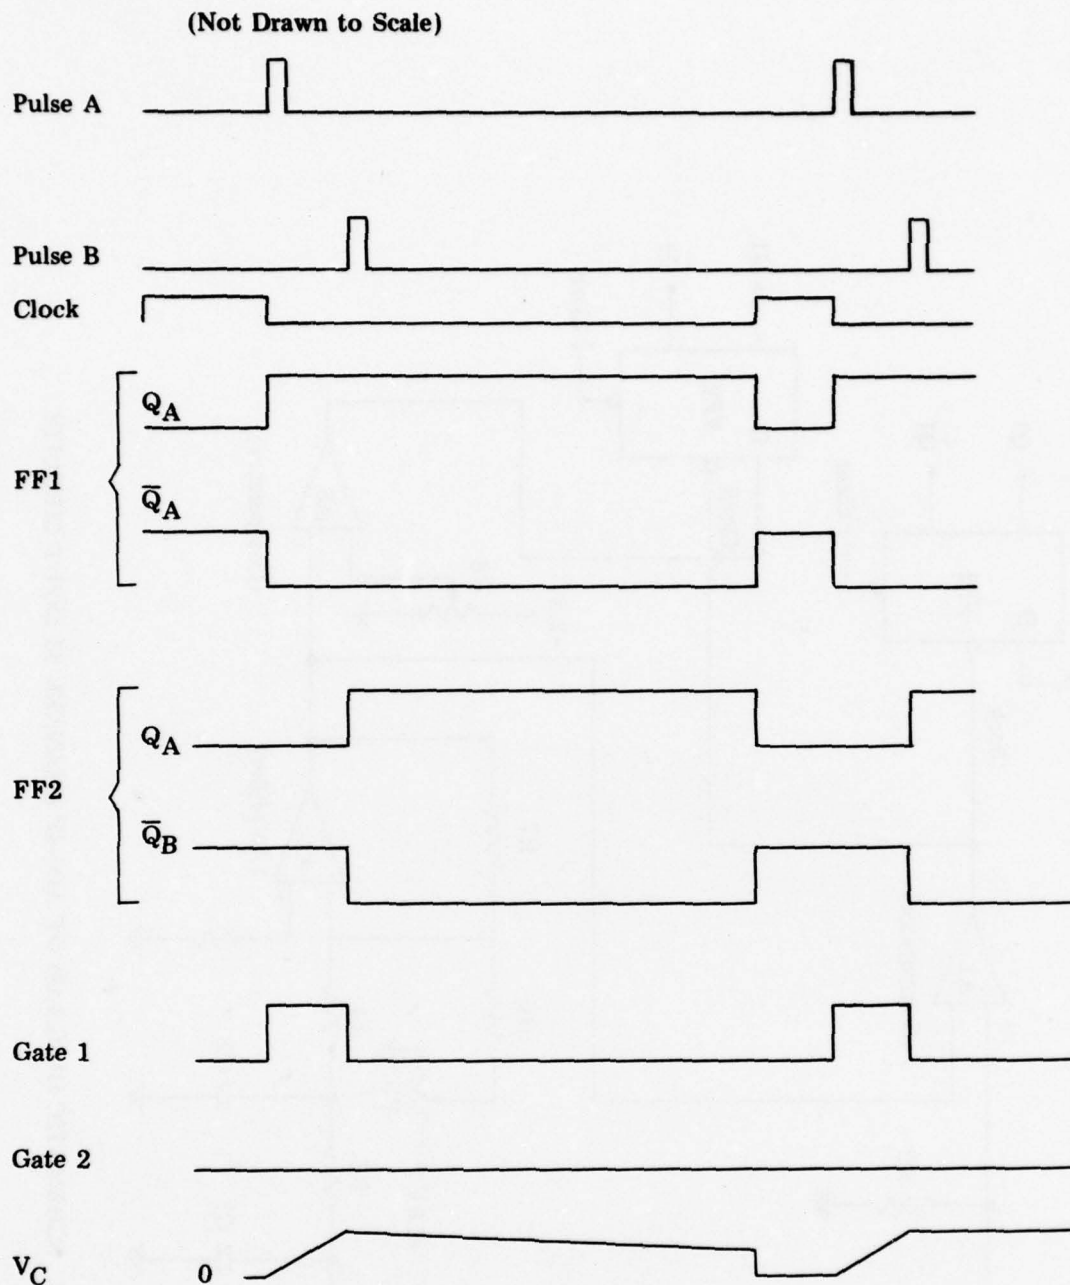 (Not Drawn to Scale)
Pulse A
Pulse B
Clock
Q_A
FF1
Q̅_A
Q_A
FF2
Q̅_B
Gate 1
Gate 2
V_C 0